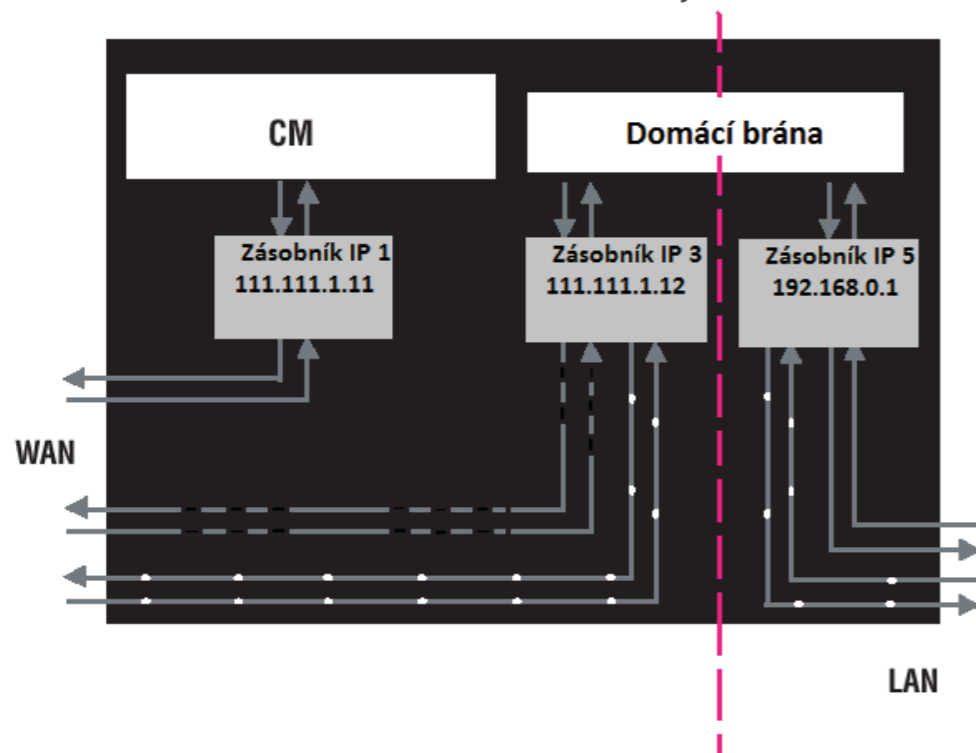 CM
Domácí brána
Zásobník IP 1
111.111.1.11
Zásobník IP 3
111.111.1.12
Zásobník IP 5
192.168.0.1
WAN
LAN